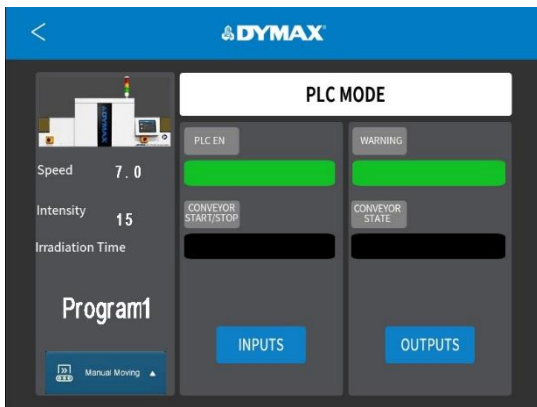 DYMAX
PLC MODE
DYMAX
Speed 7.0
Intensity 15
Irradiation Time
Program1
Manual Moving
PLC EN
CONVEYOR
START/STOP
INPUTS
WARNING
CONVEYOR
STATE
OUTPUTS